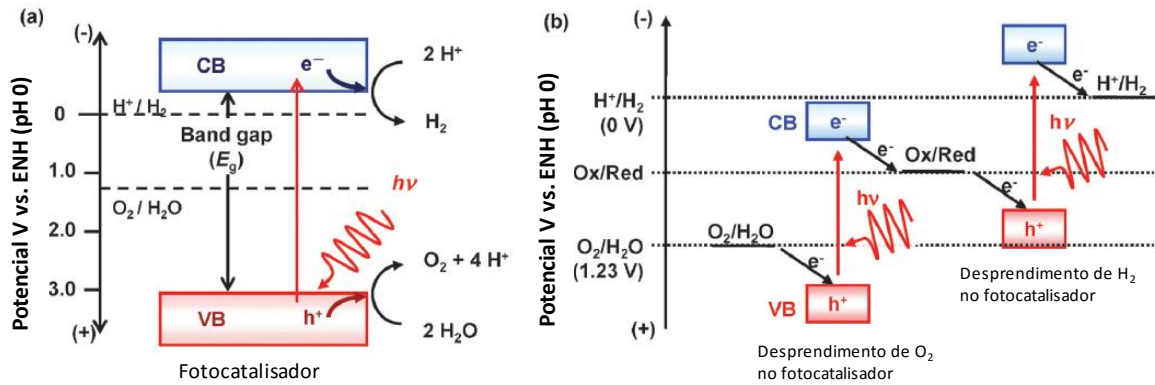 (a)
Potencial V vs. ENH (pH 0)
(-)
CB
e⁻
2 H⁺
H⁺/ H₂
0
H₂
Band gap
(E_g)
1.0
hν
O₂ / H₂O
2.0
O₂ + 4 H⁺
3.0
VB
h⁺
2 H₂O
(+)
Fotocatalisador
(b)
Potencial V vs. ENH (pH 0)
(-)
e⁻
e⁻
H⁺/H₂
H⁺/H₂
(0 V)
CB
e⁻
hν
e⁻
Ox/Red
Ox/Red
e⁻
hν
h⁺
O₂/H₂O
O₂/H₂O
(1.23 V)
e⁻
Desprendimento de H₂
no fotocatalisador
VB
h⁺
(+)
Desprendimento de O₂
no fotocatalisador